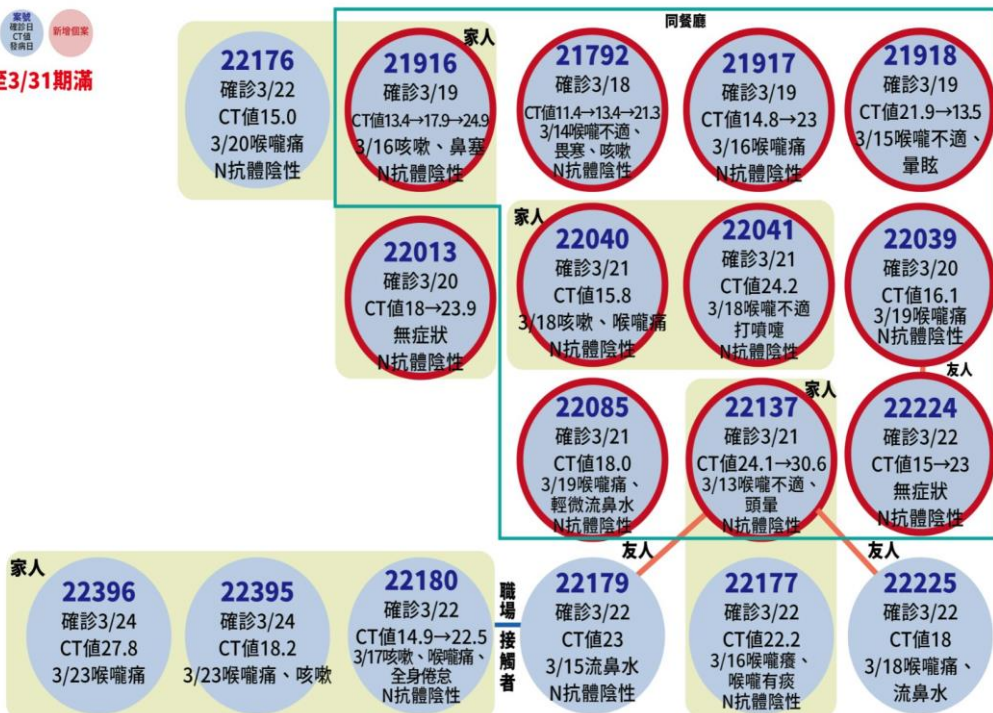 案號
確診日
CT值
發病日
新增個案
至3/31期滿
同餐廳
家人
22176
確診3/22
CT值15.0
3/20喉嚨痛
N抗體陰性
21916
確診3/19
CT值13.4→17.9→24.9
3/16咳嗽、鼻塞
N抗體陰性
21792
確診3/18
CT值11.4→13.4→21.3
3/14喉嚨不適、
畏寒、咳嗽
N抗體陰性
21917
確診3/19
CT值14.8→23
3/16喉嚨痛
N抗體陰性
21918
確診3/19
CT值21.9→13.5
3/15喉嚨不適、
暈眩
22013
確診3/20
CT值18→23.9
無症狀
N抗體陰性
家人
22040
確診3/21
CT值15.8
3/18咳嗽、喉嚨痛
N抗體陰性
22041
確診3/21
CT值24.2
3/18喉嚨不適
打噴嚏
N抗體陰性
22039
確診3/20
CT值16.1
3/19喉嚨痛
N抗體陰性
友人
22085
確診3/21
CT值18.0
3/19喉嚨痛、
輕微流鼻水
N抗體陰性
家人
22137
確診3/21
CT值24.1→30.6
3/13喉嚨不適、
頭暈
N抗體陰性
22224
確診3/22
CT值15→23
無症狀
N抗體陰性
友人
友人
家人
22396
確診3/24
CT值27.8
3/23喉嚨痛
22395
確診3/24
CT值18.2
3/23喉嚨痛、咳嗽
22180
確診3/22
CT值14.9→22.5
3/17咳嗽、喉嚨痛、
全身倦怠
N抗體陰性
職場
接觸者
22179
確診3/22
CT值23
3/15流鼻水
N抗體陰性
22177
確診3/22
CT值22.2
3/16喉嚨癢、
喉嚨有痰
N抗體陰性
22225
確診3/22
CT值18
3/18喉嚨痛、
流鼻水